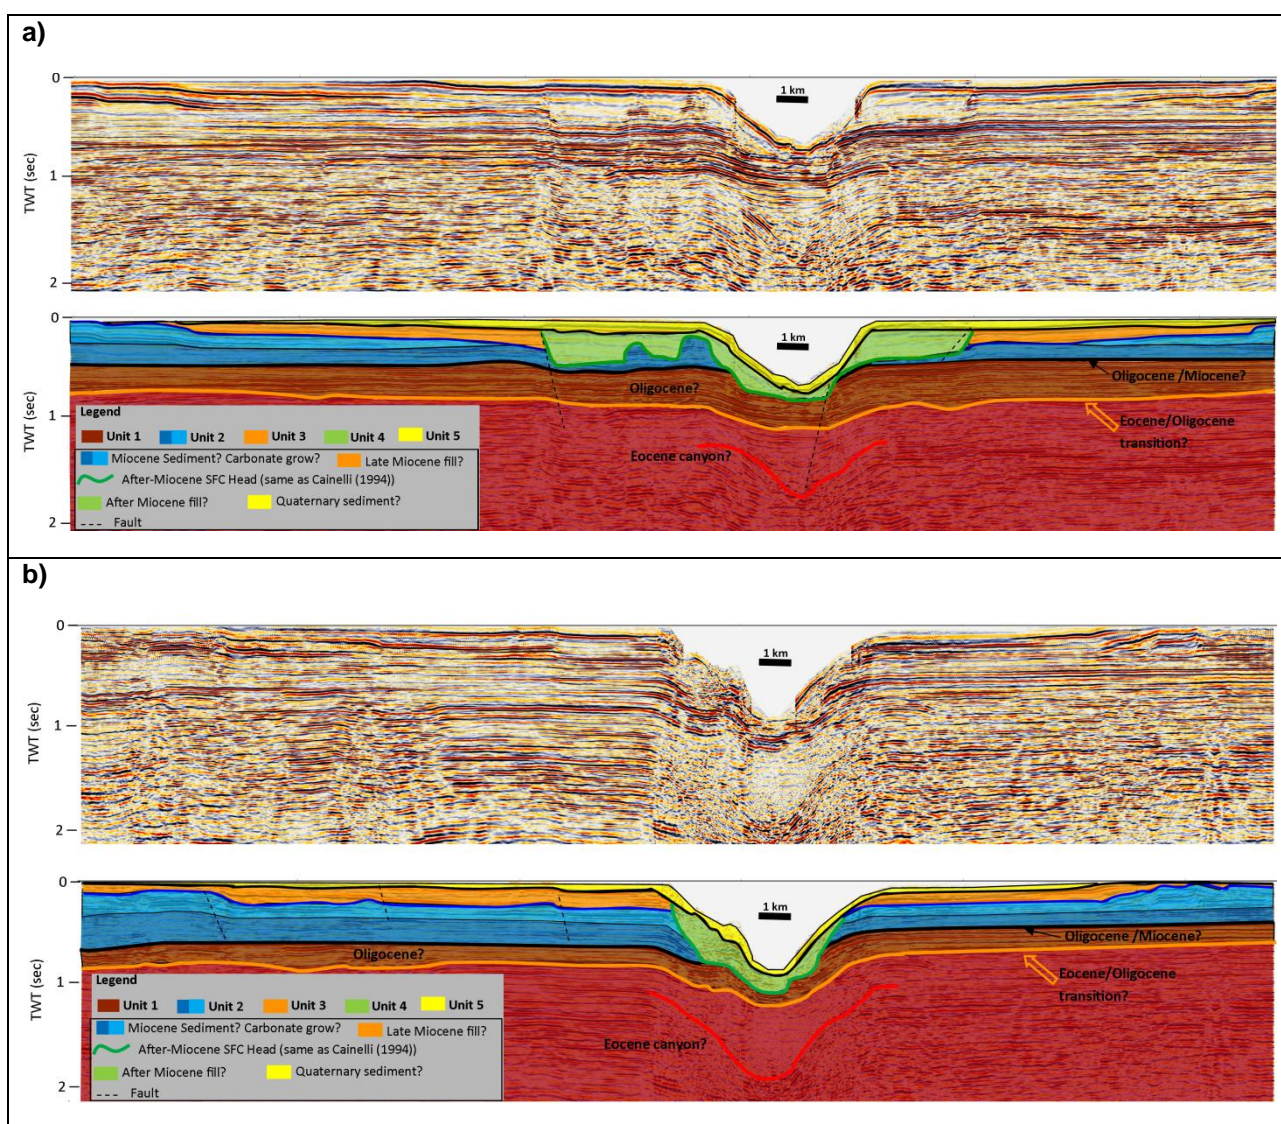 a)
0
1 km
TWT (sec)
1
2
0
1 km
TWT (sec)
Oligocene?
Oligocene /Miocene?
1
Legend
Unit 1 Unit 2 Unit 3 Unit 4 Unit 5
Eocene/Oligocene
transition?
Eocene canyon?
Miocene Sediment? Carbonate grow? Late Miocene fill?
After-Miocene SFC Head (same as Cainelli (1994))
After Miocene fill? Quaternary sediment?
Fault
2
b)
0
1 km
TWT (sec)
1
2
0
1 km
TWT (sec)
Oligocene /Miocene?
Oligocene?
1
Legend
Eocene/Oligocene
transition?
Unit 1 Unit 2 Unit 3 Unit 4 Unit 5
Miocene Sediment? Carbonate grow? Late Miocene fill?
Eocene canyon?
After-Miocene SFC Head (same as Cainelli (1994))
After Miocene fill? Quaternary sediment?
2
Fault